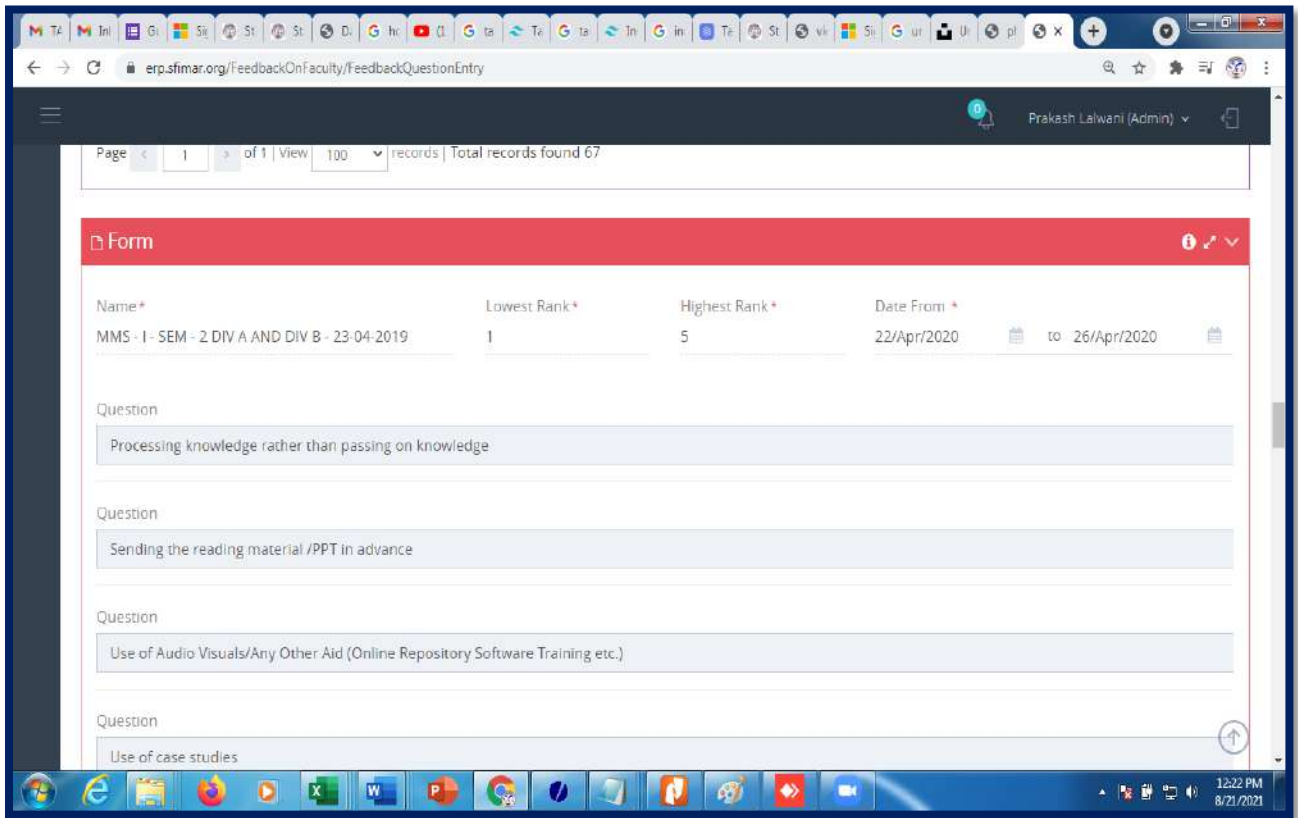 erp.sfimar.org/FeedbackOnFaculty/FeedbackQuestionEntry
0
Prakash Lalwani (Admin)
Page 1 of 1 | View 100 records | Total records found 67
Form
Name* Lowest Rank* Highest Rank* Date From *
MMS - I - SEM - 2 DIV A AND DIV B - 23-04-2019 1 5 22/Apr/2020 to 26/Apr/2020
Question
Processing knowledge rather than passing on knowledge
Question
Sending the reading material /PPT in advance
Question
Use of Audio Visuals/Any Other Aid (Online Repository Software Training etc.)
Question
Use of case studies
12:22 PM
8/21/2021